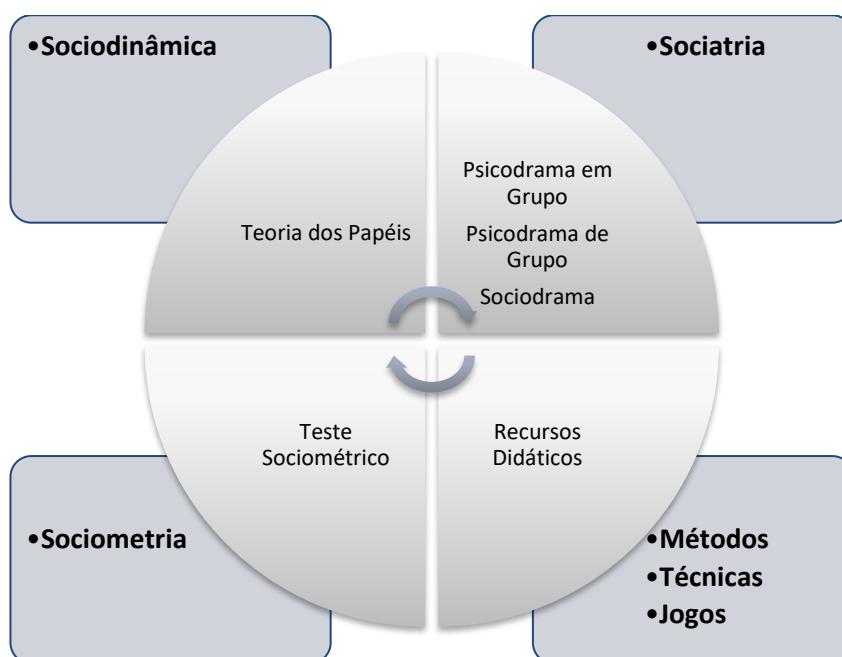 •Sociodinâmica
•Sociatria
Teoria dos Papéis
Psicodrama em
Grupo
Psicodrama de
Grupo
Sociodrama
Teste
Sociométrico
Recursos
Didáticos
•Sociometria
•Métodos
•Técnicas
•Jogos